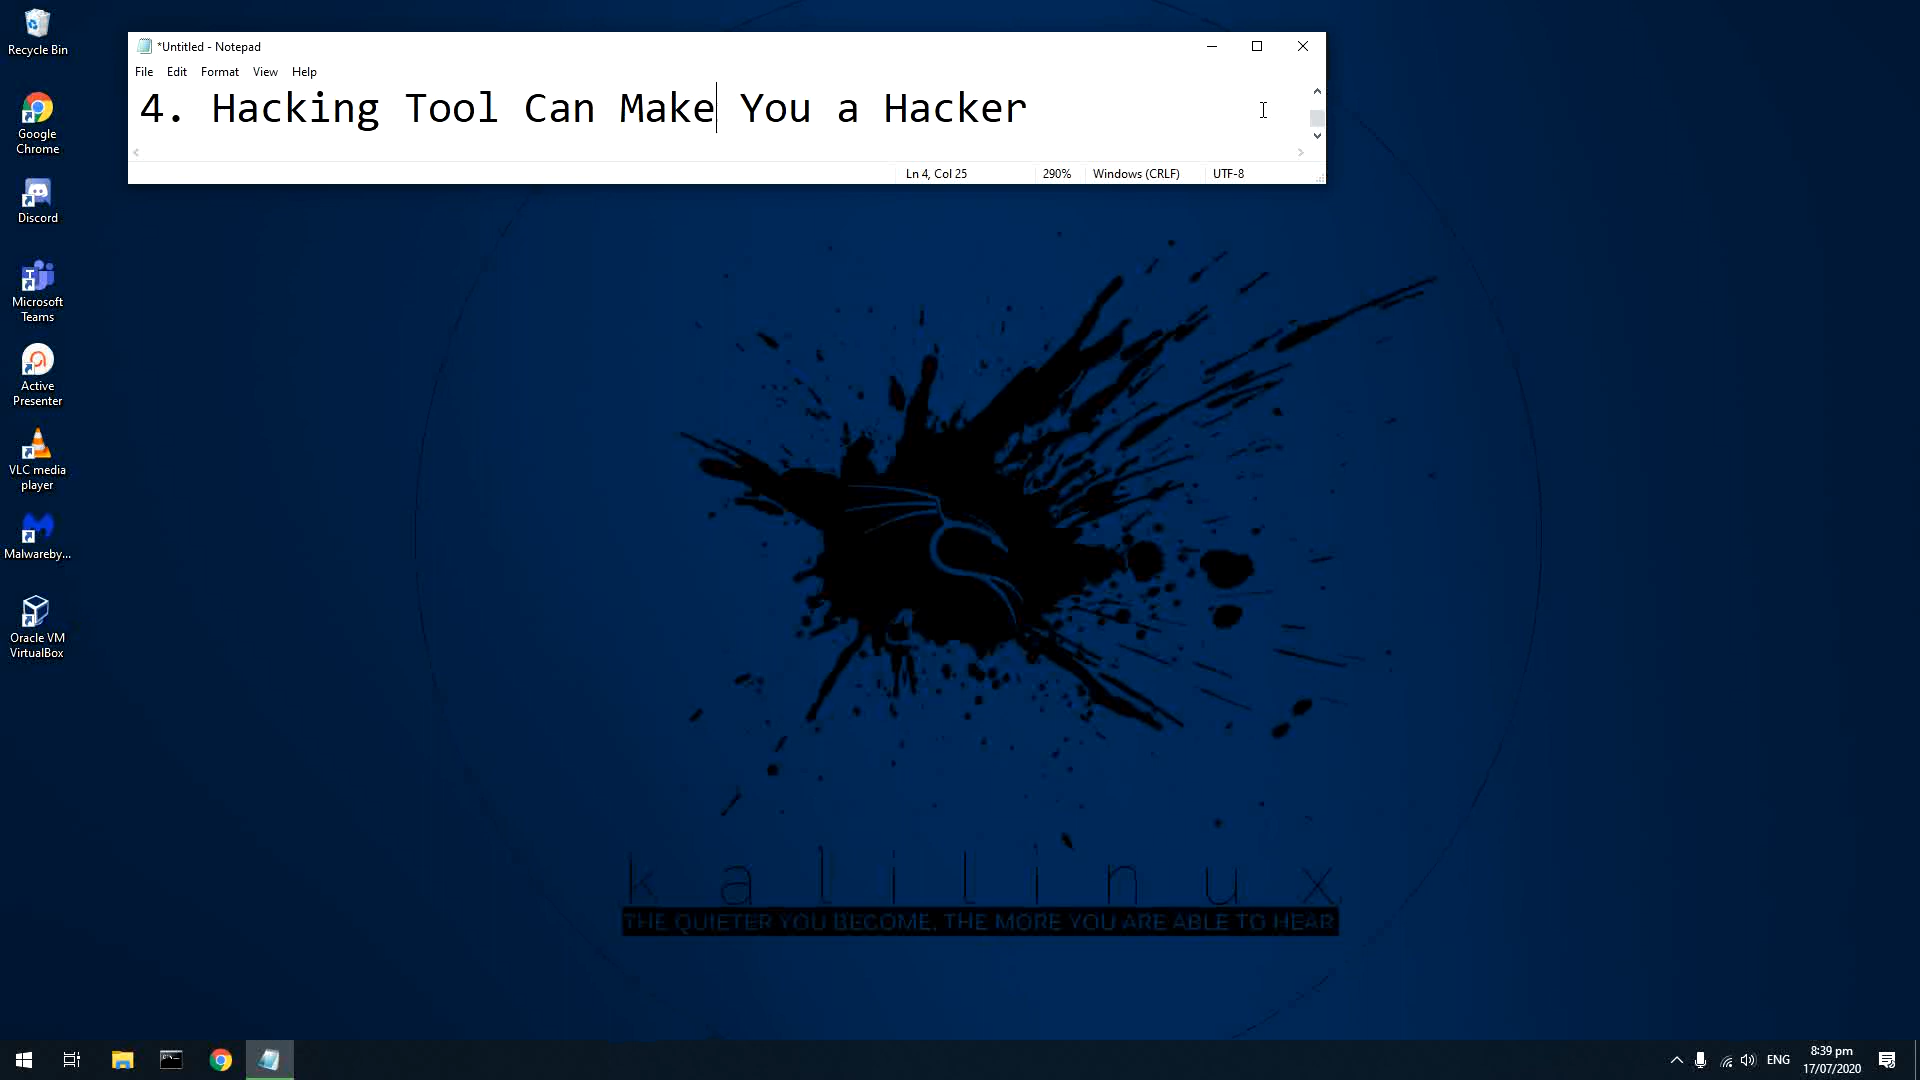 Recycle Bin
Google
Chrome
Discord
Microsoft
Teams
Active
Presenter
VLC media
player
Malwareby...
Oracle VM
VirtualBox
*Untitled - Notepad
File Edit Format View Help
4. Hacking Tool Can Make You a Hacker
Ln 4, Col 25 290% Windows (CRLF) UTF-8
kalilinux
THE QUIETER YOU BECOME, THE MORE YOU ARE ABLE TO HEAR
ENG
8:39 pm
17/07/2020